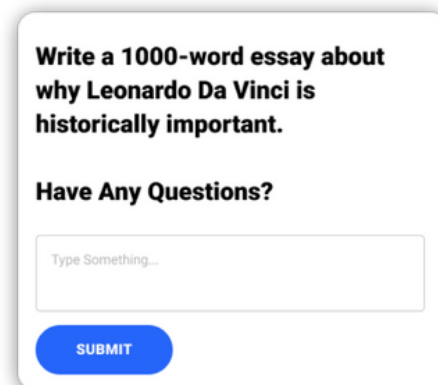 Write a 1000-word essay about
why Leonardo Da Vinci is
historically important.
Have Any Questions?
Type Something...
SUBMIT